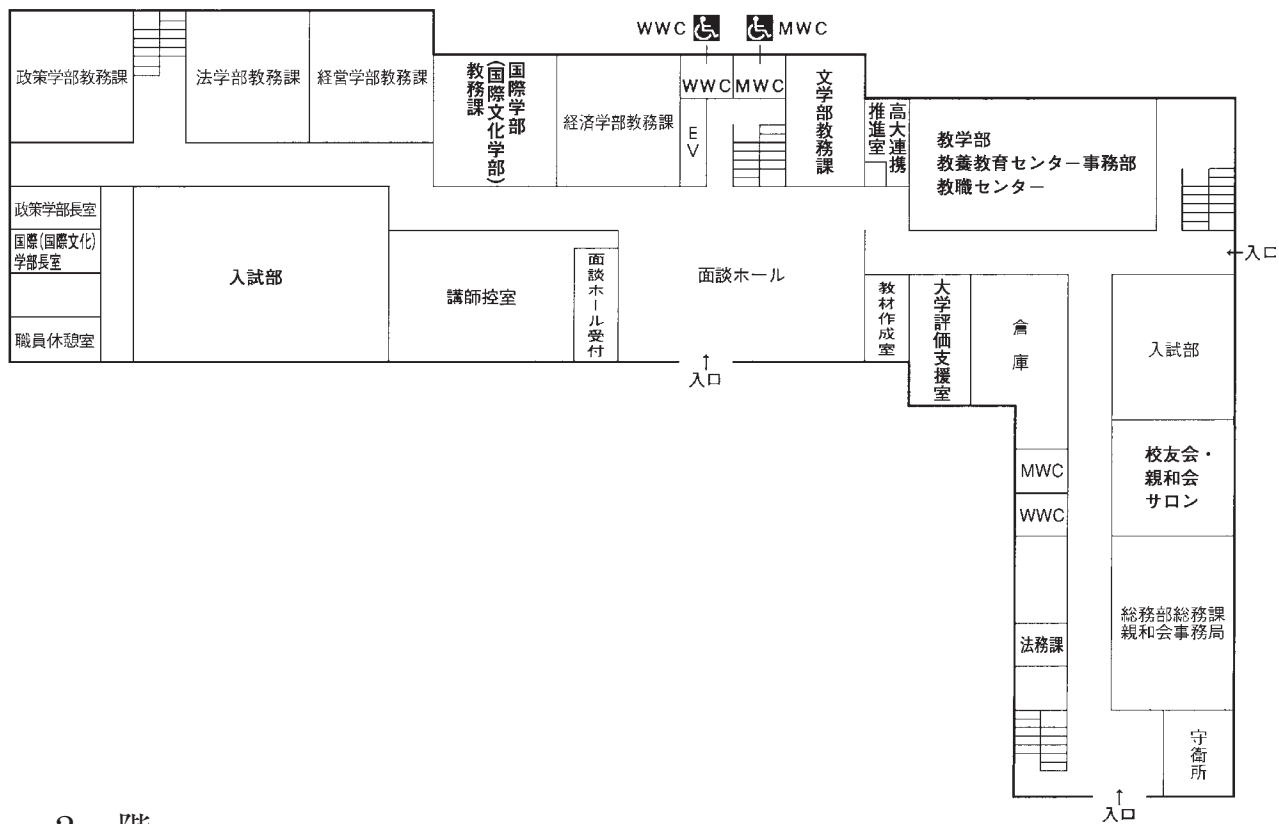 WWC MWC
政策学部教務課
法学部教務課
経営学部教務課
国際学部
(国際文化学部)
教務課
経済学部教務課
WWC
MWC
EV
文学部教務課
高大連携
推進室
教学部
教養教育センター事務部
教職センター
政策学部長室
国際(国際文化)
学部長室
職員休憩室
入試部
講師控室
面談ホール受付
面談ホール
↑
入口
教材作成室
大学評価支援室
倉庫
←入口
入試部
MWC
WWC
校友会・
親和会
サロン
総務部総務課
親和会事務局
法務課
守衛所
↑
入口